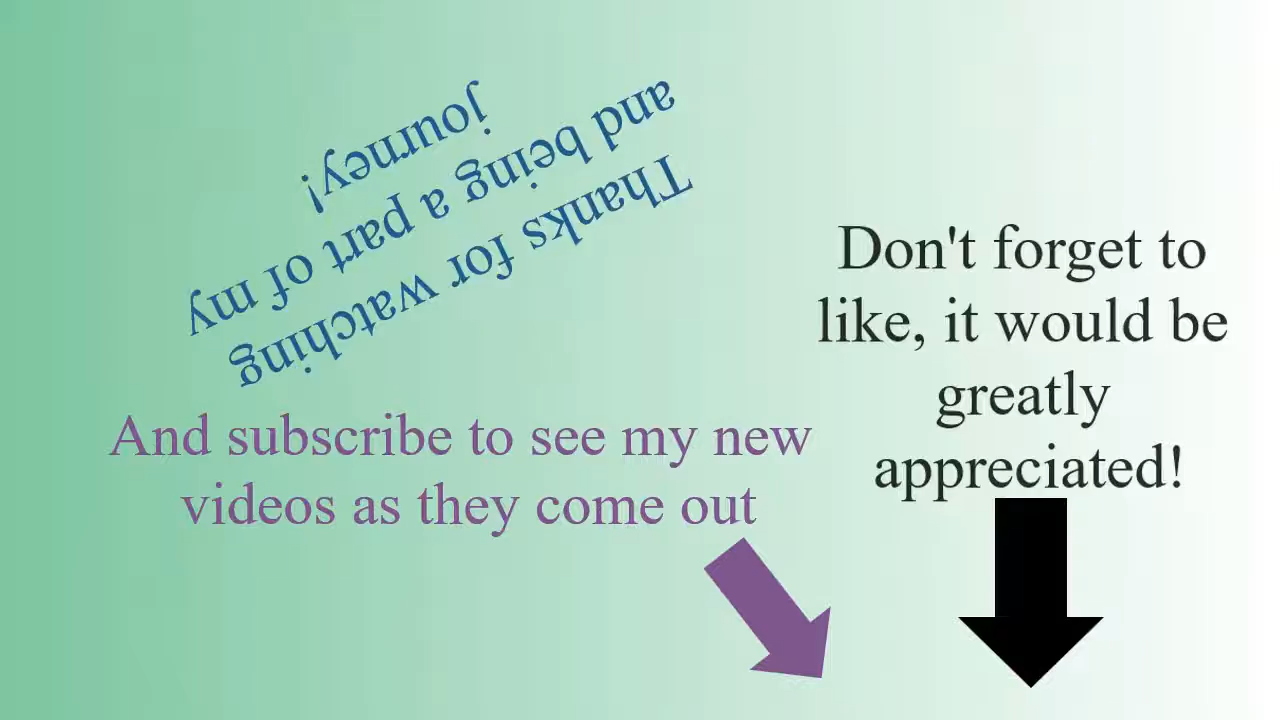 Thanks for watching
and being a part of my
journey!
And subscribe to see my new
videos as they come out
Don't forget to
like, it would be
greatly
appreciated!